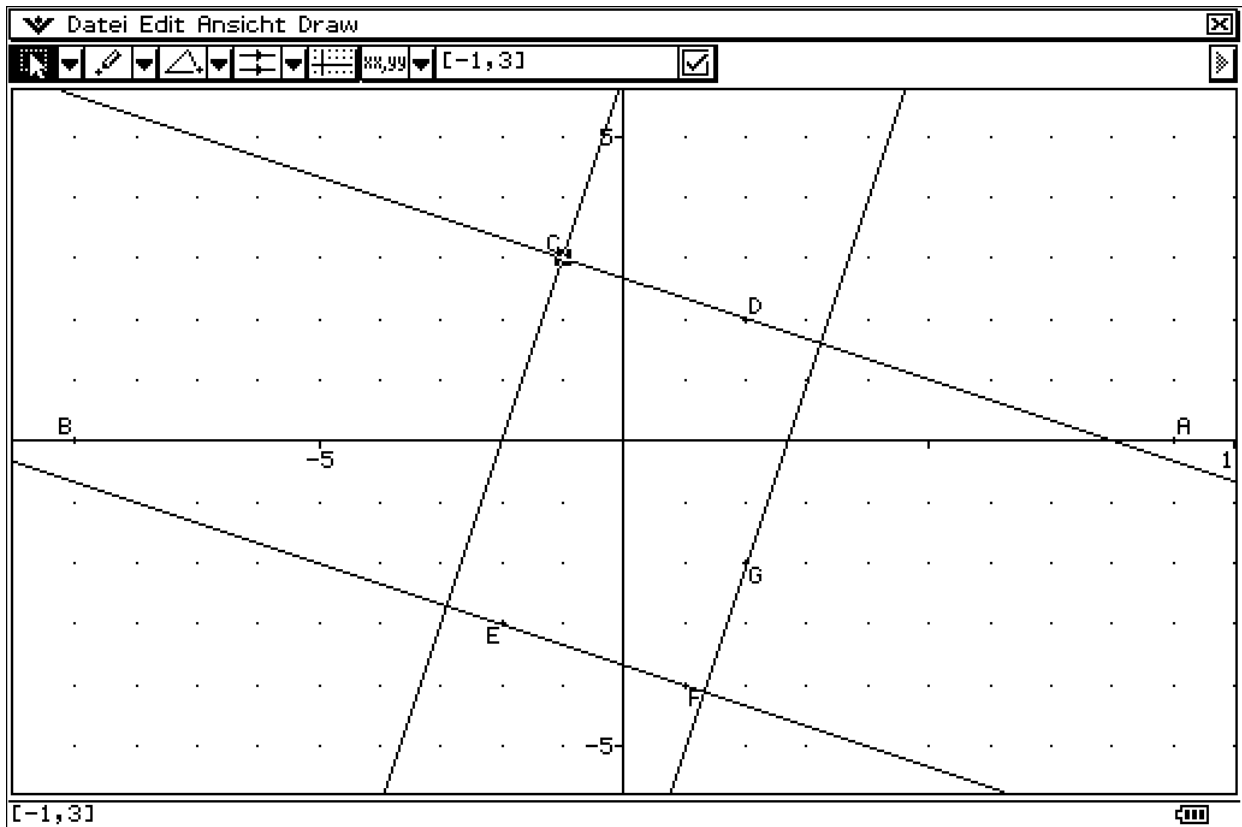 Datei Edit Ansicht Draw
xx,yy [-1,3]
5
C
D
B
A
-5
1
G
E
F
-5
[-1,3]